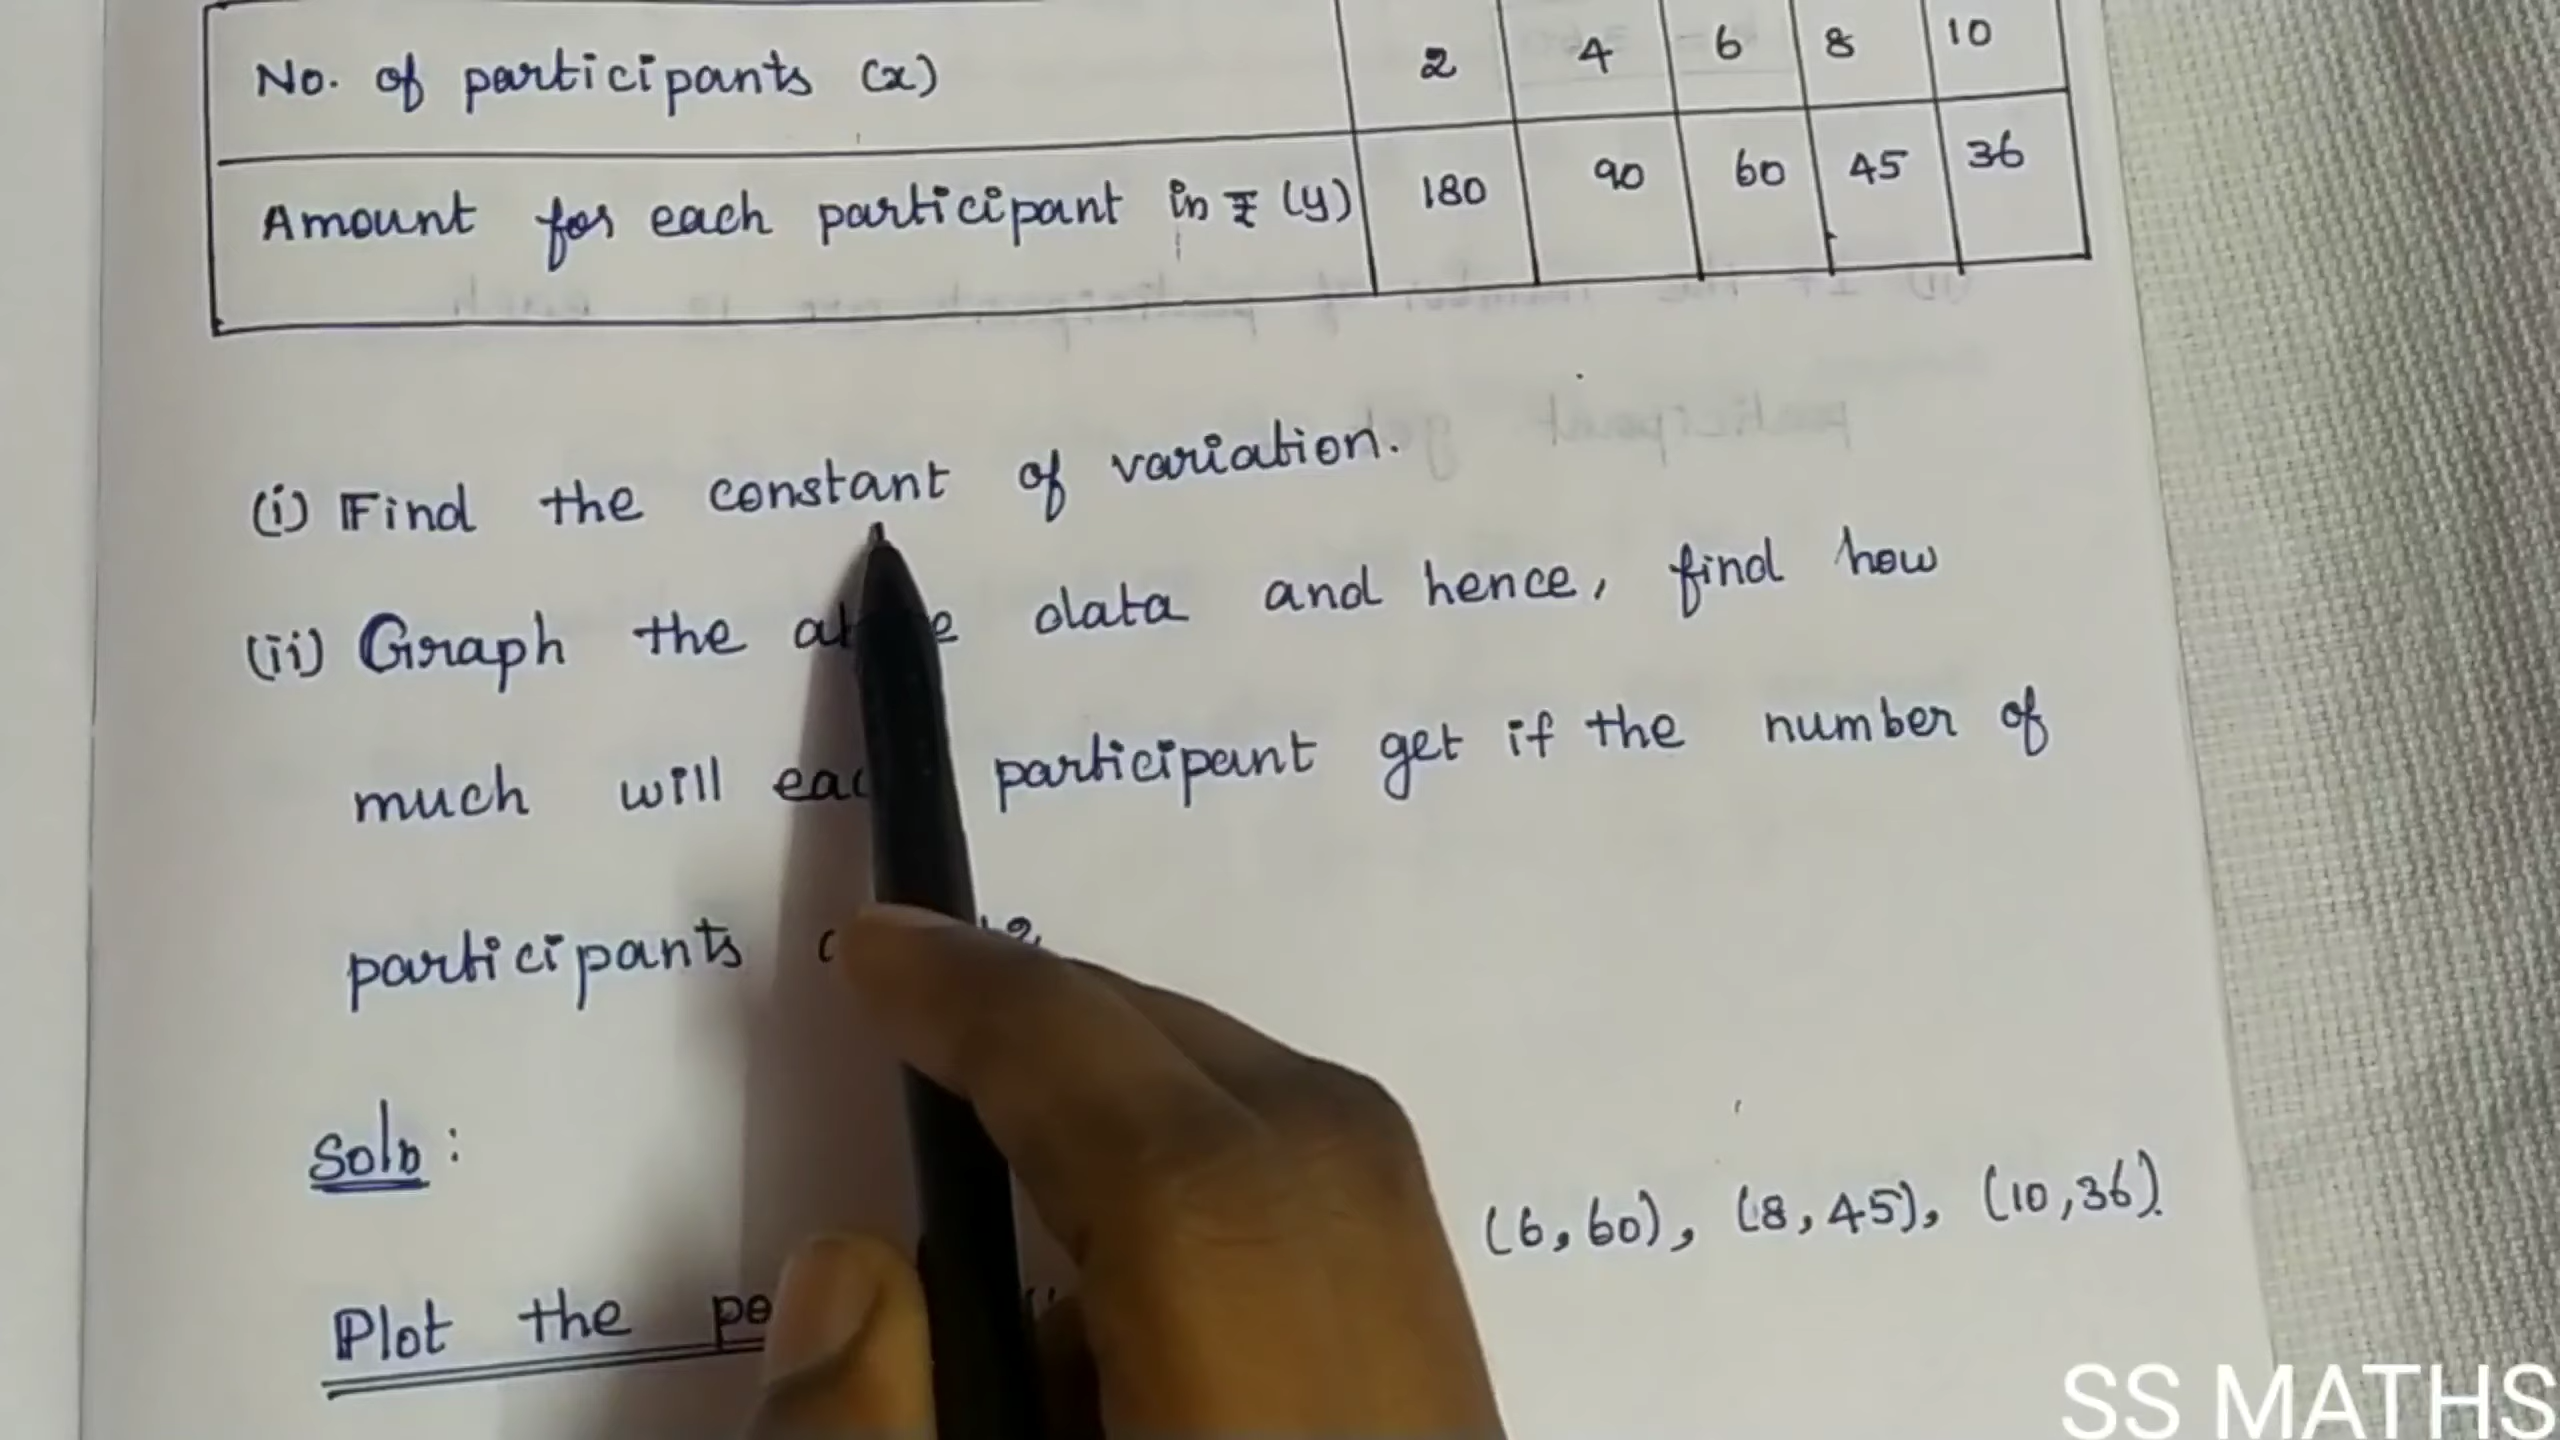 No. of participants (x) 2 4 6 8 10
Amount for each participant in ₹ (y) 180 90 60 45 36
(i) Find the constant of variation.
(ii) Graph the data and hence, find how
much will participant get if the number of
participants
Soln:
(6,60), (8,45), (10,36).
Plot the
SS MATHS